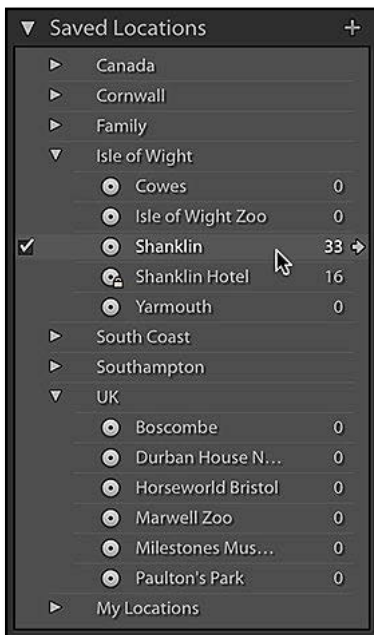 Saved Locations +
Canada
Cornwall
Family
Isle of Wight
Cowes 0
Isle of Wight Zoo 0
Shanklin 33
Shanklin Hotel 16
Yarmouth 0
South Coast
Southampton
UK
Boscombe 0
Durban House N... 0
Horseworld Bristol 0
Marwell Zoo 0
Milestones Mus... 0
Paulton's Park 0
My Locations